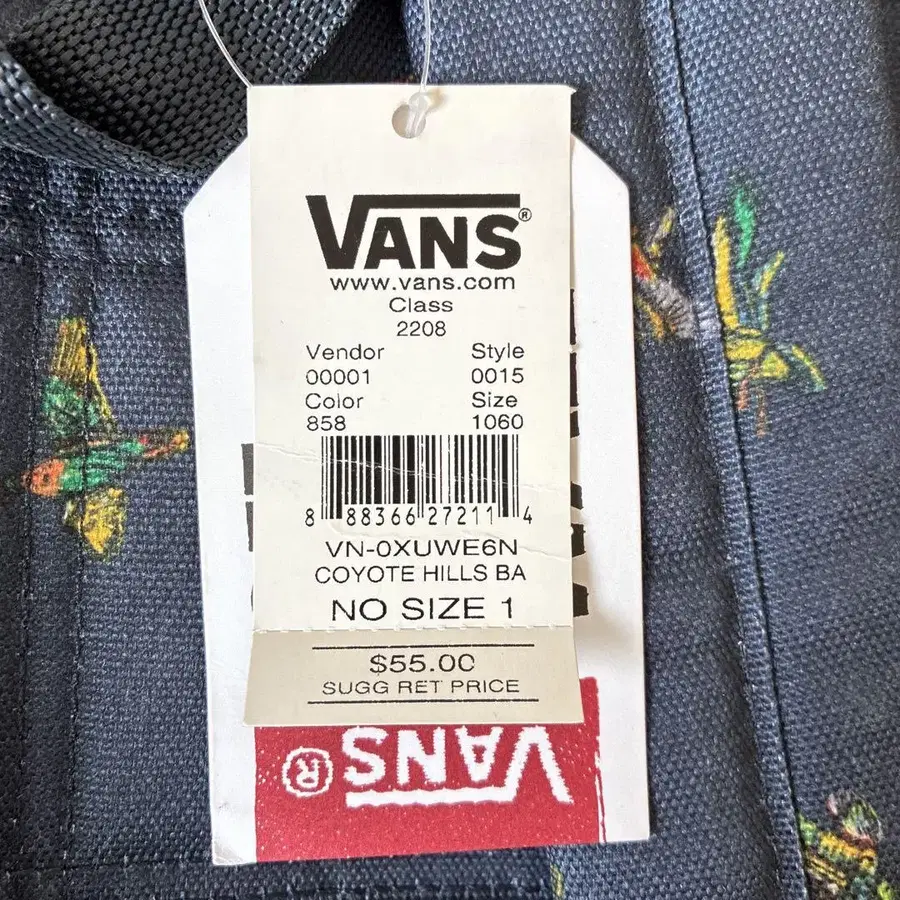 VANS®
www.vans.com
Class
2208
Vendor Style
00001 0015
Color Size
858 1060
8 88366 27211 4
VN-0XUWE6N
COYOTE HILLS BA
NO SIZE 1
$55.00
SUGG RET PRICE
VANS®